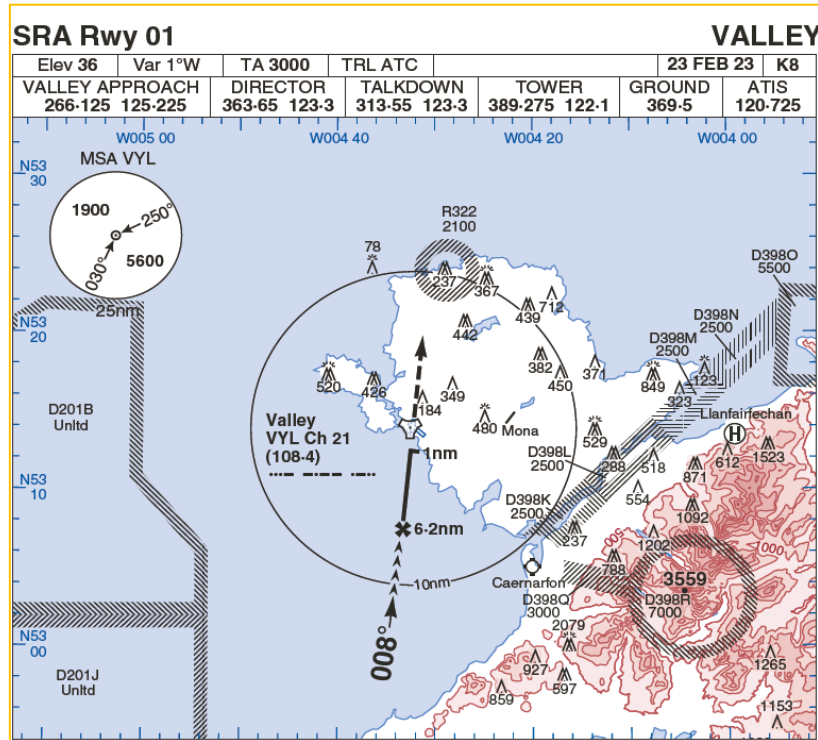 SRA Rwy 01
VALLEY
Elev 36
Var 1°W
TA 3000
TRL ATC
23 FEB 23
K8
VALLEY APPROACH
266·125 125·225
DIRECTOR
363·65 123·3
TALKDOWN
313·55 123·3
TOWER
389·275 122·1
GROUND
369·5
ATIS
120·725
W005 00
W004 40
W004 20
W004 00
N53
30
MSA VYL
1900
250°
030°
5600
25nm
R322
2100
78
237
367
D398O
5500
712
439
D398N
2500
442
N53
20
D398M
2500
382
371
520
426
450
849
123
323
349
184
Llanfairfechan
D201B
Unltd
Valley
VYL Ch 21
(108·4)
480
Mona
529
H
1nm
D398L
2500
288
518
612
1523
871
N53
10
554
D398K
2500
1092
6·2nm
237
1202
500
1000
788
10nm
Caernarfon
3559
D398Q
3000
D398R
7000
008°
2079
N53
00
D201J
Unltd
927
597
859
1265
1153